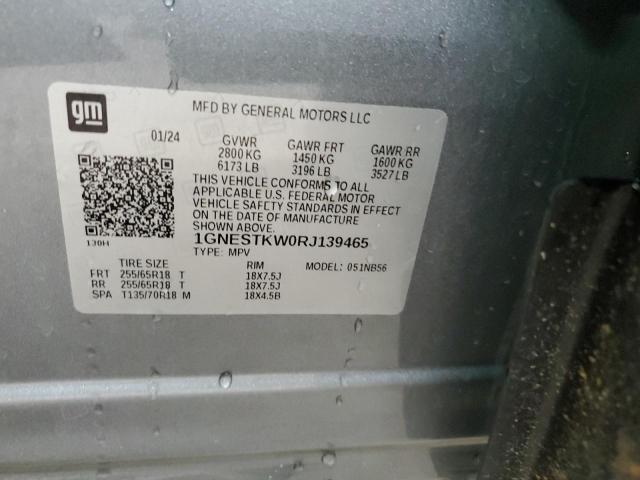 gm
MFD BY GENERAL MOTORS LLC
01/24 GVWR GAWR FRT GAWR RR
2800 KG 1450 KG 1600 KG
6173 LB 3196 LB 3527 LB
THIS VEHICLE CONFORMS TO ALL
APPLICABLE U.S. FEDERAL MOTOR
VEHICLE SAFETY STANDARDS IN EFFECT
ON THE DATE OF MANUFACTURE
SHOWN ABOVE.
130H
1GNESTKW0RJ139465
TYPE: MPV
TIRE SIZE RIM MODEL: 051NB56
FRT 255/65R18 T 18X7.5J
RR 255/65R18 T 18X7.5J
SPA T135/70R18 M 18X4.5B